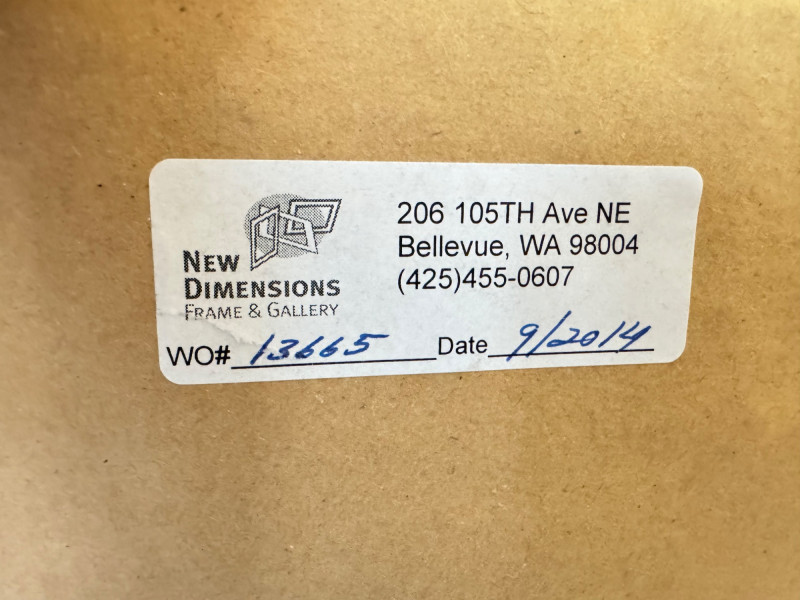 NEW
DIMENSIONS
FRAME & GALLERY
206 105TH Ave NE
Bellevue, WA 98004
(425)455-0607
WO# 13665 Date 9/2014